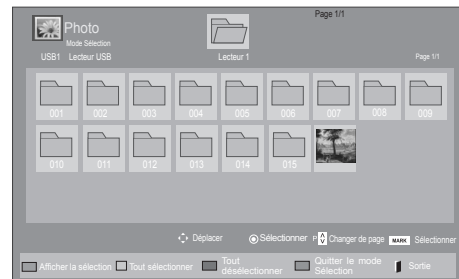 Page 1/1
Photo
Mode Sélection
USB1 Lecteur USB Lecteur 1 Page 1/1
001 002 003 004 005 006 007 008 009
010 011 012 013 014 015
Déplacer Sélectionner P Changer de page MARK Sélectionner
Afficher la sélection Tout sélectionner Tout désélectionner Quitter le mode Sélection Sortie